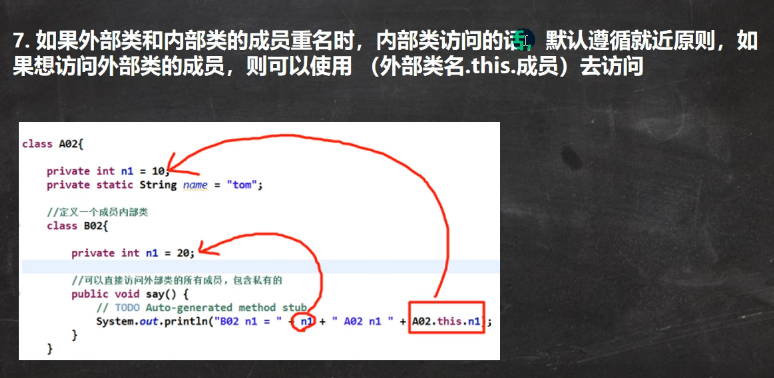 7. 如果外部类和内部类的成员重名时，内部类访问的话，默认遵循就近原则，如
果想访问外部类的成员，则可以使用 （外部类名.this.成员）去访问
class A02{
private int n1 = 10;
private static String name = "tom";
//定义一个成员内部类
class B02{
private int n1 = 20;
//可以直接访问外部类的所有成员，包含私有的
public void say() {
// TODO Auto-generated method stub
System.out.println("B02 n1 = " + n1 + " A02 n1 " + A02.this.n1);
}
}